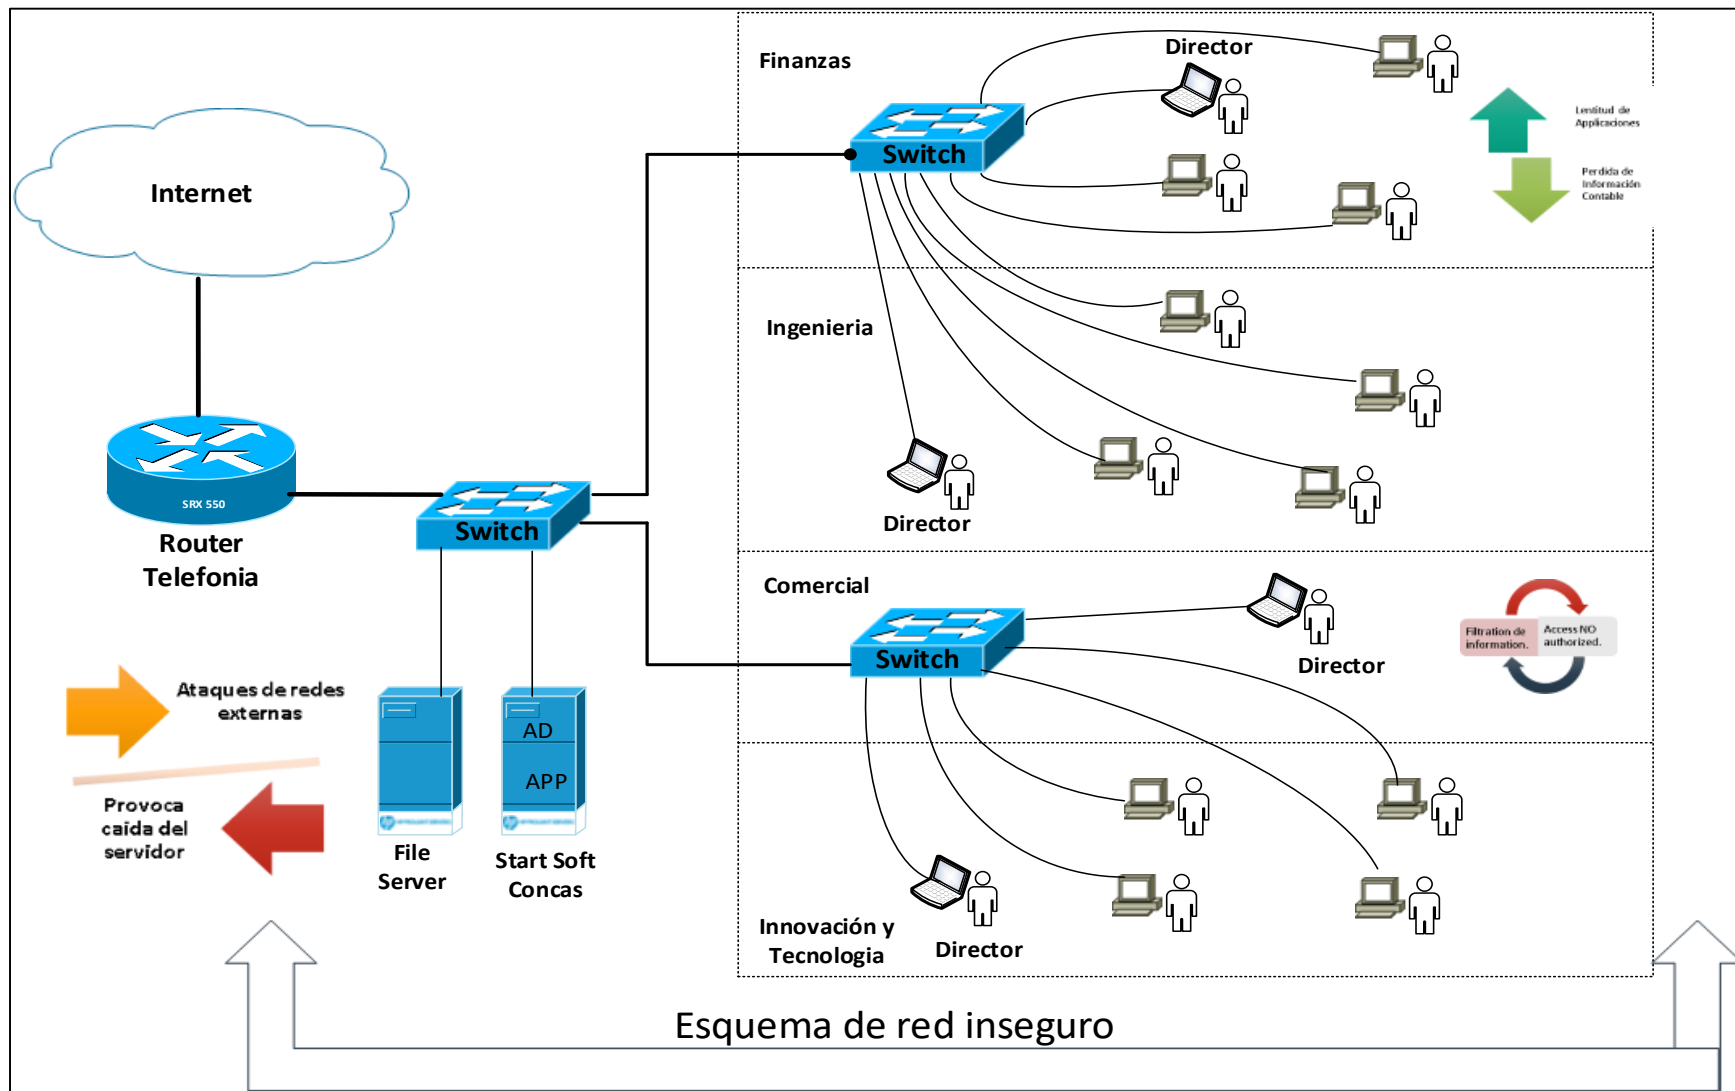 Finanzas
Director
Switch
Lentitud de
Applicaciones
Perdida de
Información
Contable
Internet
Ingenieria
Director
SRX 550
Router
Telefonia
Switch
Comercial
Switch
Director
Filtration de
information.
Access NO
authorized.
Ataques de redes
externas
Provoca
caída del
servidor
AD
APP
File
Server
Start Soft
Concas
Innovación y
Tecnologia
Director
Esquema de red inseguro